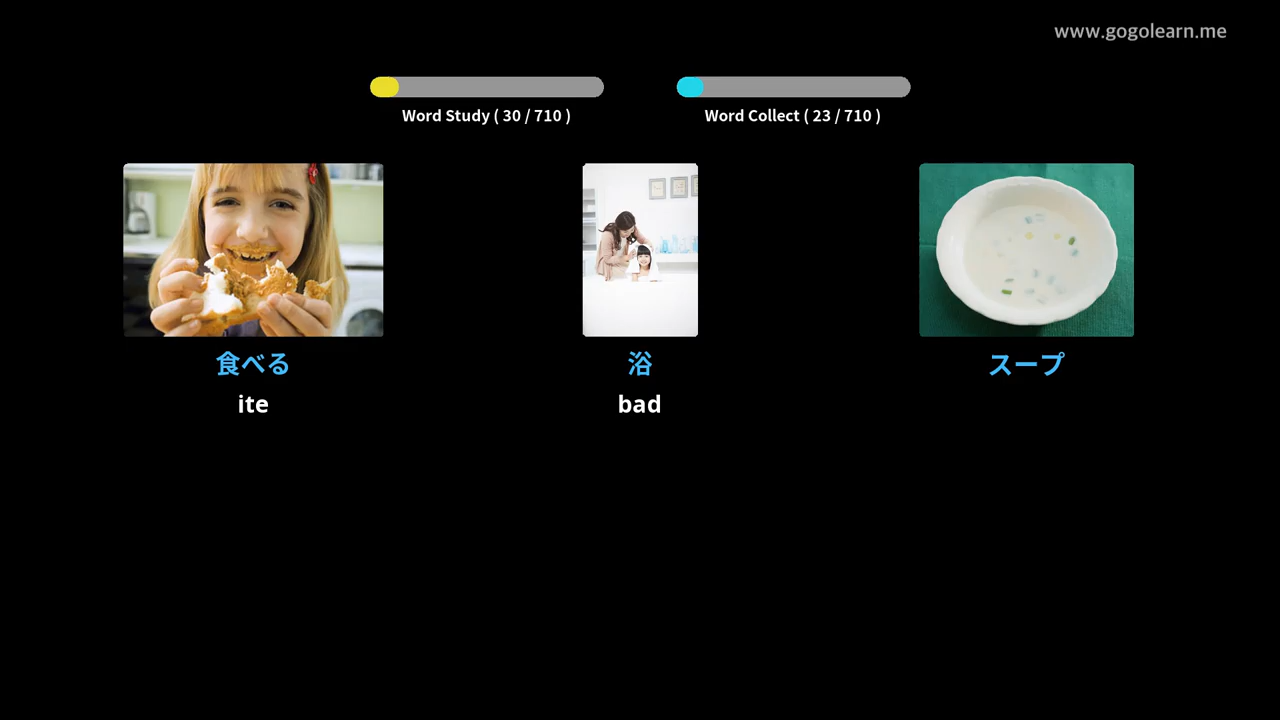 www.gogolearn.me
Word Study ( 30 / 710 )
Word Collect ( 23 / 710 )
食べる
浴
スープ
ite
bad